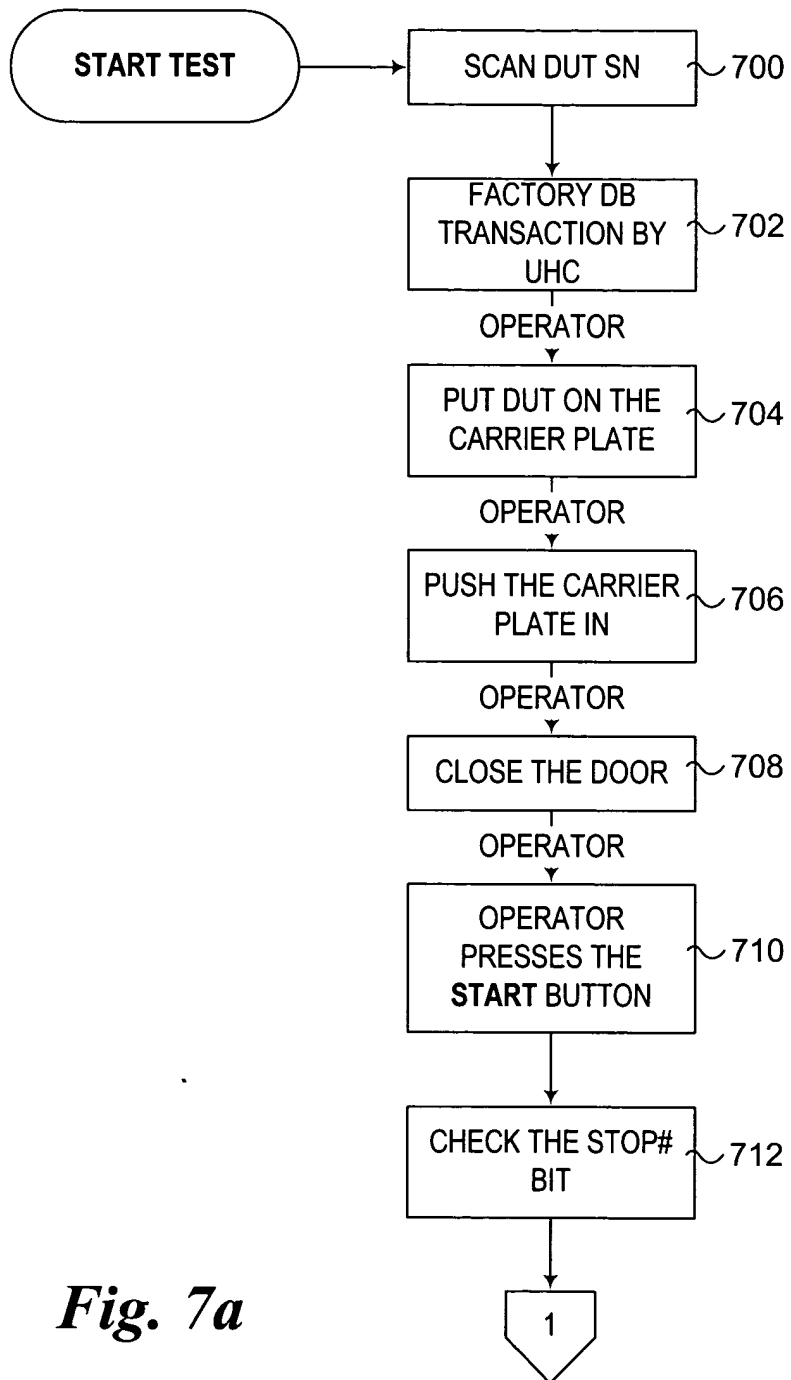 START TEST
SCAN DUT SN
700
FACTORY DB
TRANSACTION BY
UHC
702
OPERATOR
PUT DUT ON THE
CARRIER PLATE
704
OPERATOR
PUSH THE CARRIER
PLATE IN
706
OPERATOR
CLOSE THE DOOR
708
OPERATOR
OPERATOR
PRESSES THE
START BUTTON
710
CHECK THE STOP#
BIT
712
1
Fig. 7a